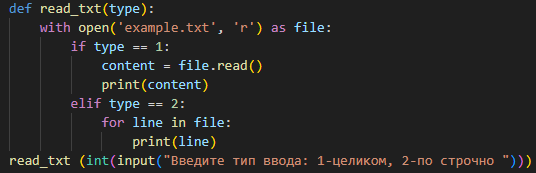 def read_txt(type):
    with open('example.txt', 'r') as file:
        if type == 1:
            content = file.read()
            print(content)
        elif type == 2:
            for line in file:
                print(line)
read_txt (int(input("Введите тип ввода: 1-целиком, 2-по строчно ")))